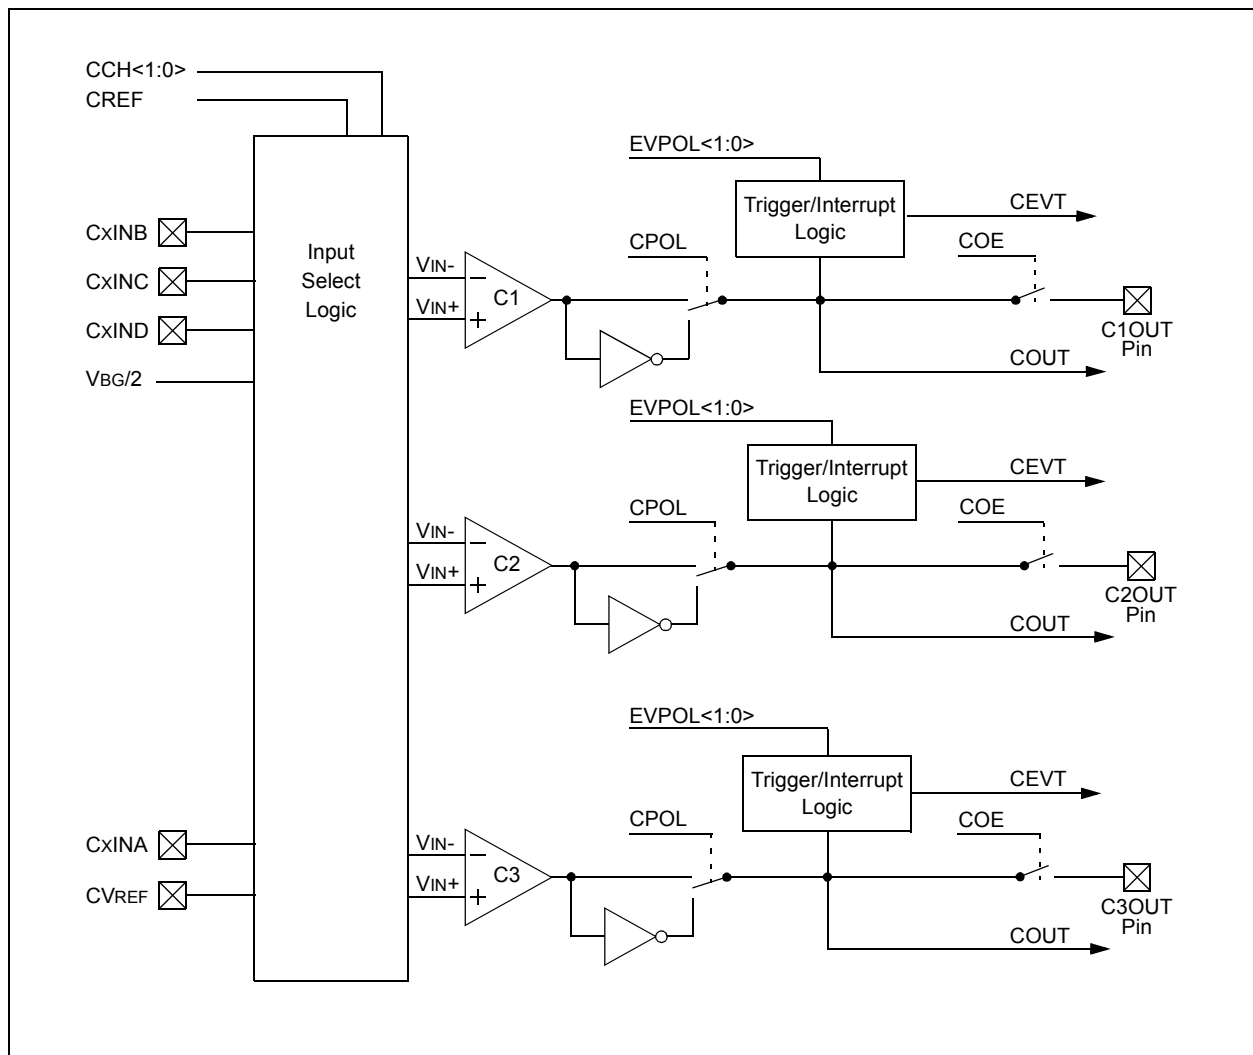 CCH<1:0>
CREF
CXINB
CXINC
CXIND
VBG/2
CXINA
CVREF
Input
Select
Logic
EVPOL<1:0>
Trigger/Interrupt
Logic
CEVT
CPOL
COE
VIN-
VIN+
C1
C1OUT
Pin
COUT
EVPOL<1:0>
Trigger/Interrupt
Logic
CEVT
CPOL
COE
VIN-
VIN+
C2
C2OUT
Pin
COUT
EVPOL<1:0>
Trigger/Interrupt
Logic
CEVT
CPOL
COE
VIN-
VIN+
C3
C3OUT
Pin
COUT